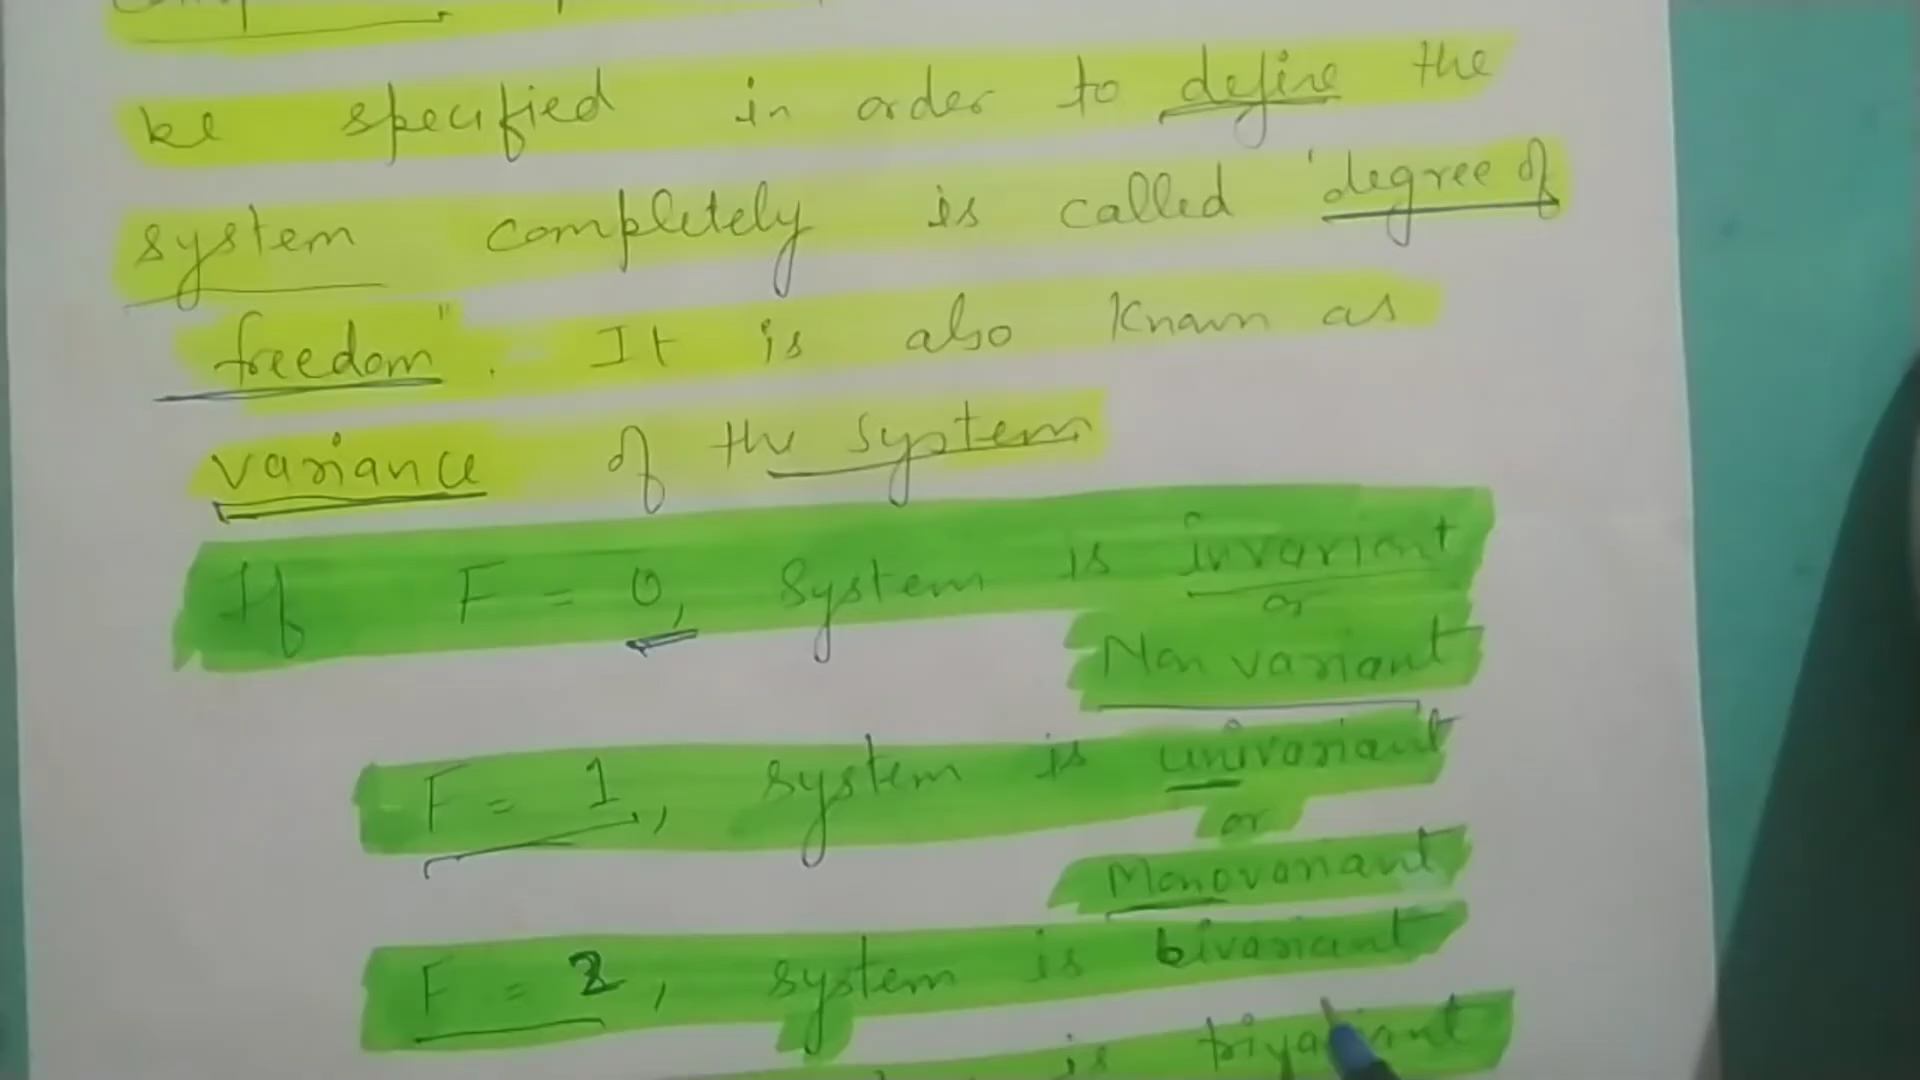 be specified in order to define the
system completely is called 'degree of
freedom". It is also known as
variance of the system
If F = 0, system is invariant
or
Non variant
F = 1, system is univariant
or
Monovariant
F = 2, system is bivariant
is trivariant